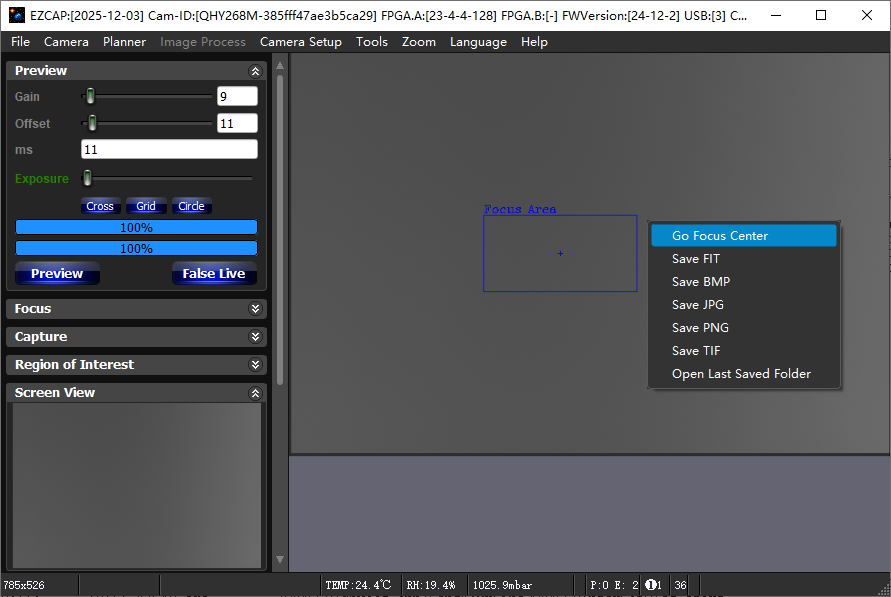 EZCAP:[2025-12-03] Cam-ID:[QHY268M-385fff47ae3b5ca29] FPGA.A:[23-4-4-128] FPGA.B:[-] FWVersion:[24-12-2] USB:[3] C...
File Camera Planner Image Process Camera Setup Tools Zoom Language Help
Preview
Gain 9
Offset 11
ms 11
Exposure
Cross Grid Circle
100%
100%
Preview False Live
Focus
Capture
Region of Interest
Screen View
Focus Area
Go Focus Center
Save FIT
Save BMP
Save JPG
Save PNG
Save TIF
Open Last Saved Folder
785x526 TEMP:24.4℃ RH:19.4% 1025.9mbar P:0 E: 2 ❶1 36